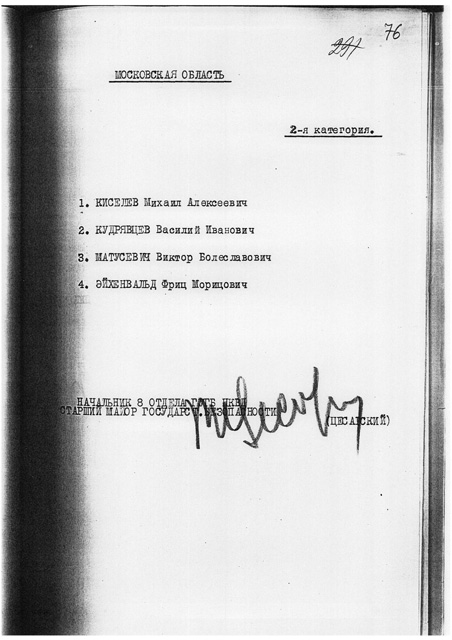 76
221
МОСКОВСКАЯ ОБЛАСТЬ
2-я категория.
1. КИСЕЛЕВ Михаил Алексеевич
2. КУДРЯВЦЕВ Василий Иванович
3. МАТУСЕВИЧ Виктор Болеславович
4. ЭЙХЕНВАЛЬД Фриц Морицович
НАЧАЛЬНИК 8 ОТДЕЛА ГУГБ НКВД
СТАРШИЙ МАЙОР ГОСУДАРСТ.БЕЗОПАСНОСТИ
(ЦЕСАРСКИЙ)